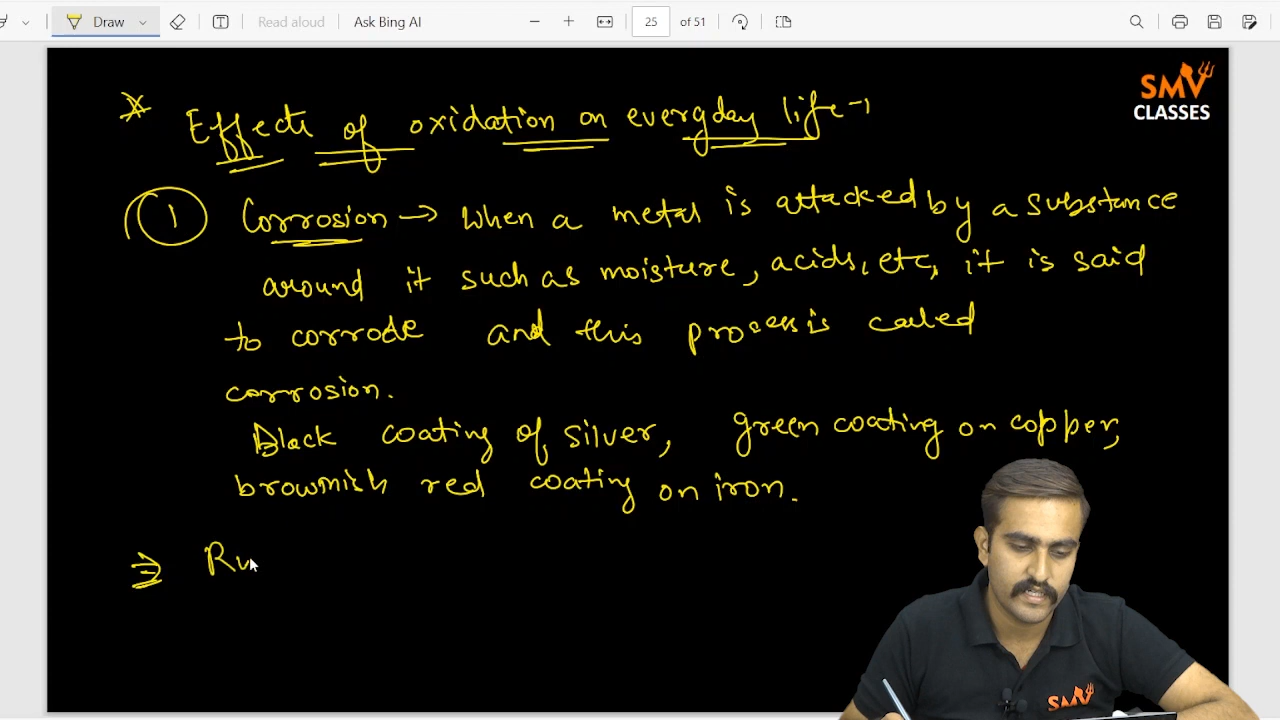 Draw
Read aloud
Ask Bing AI
25
of 51
SMV
CLASSES
Effects of oxidation on everyday life -
1 Corrosion → When a metal is attacked by a substance
around it such as moisture, acids, etc, it is said
to corrode and this process is called
corrosion.
Black coating of silver, green coating on copper,
brownish red coating on iron.
⇒ Ru
SMV
CLASSES